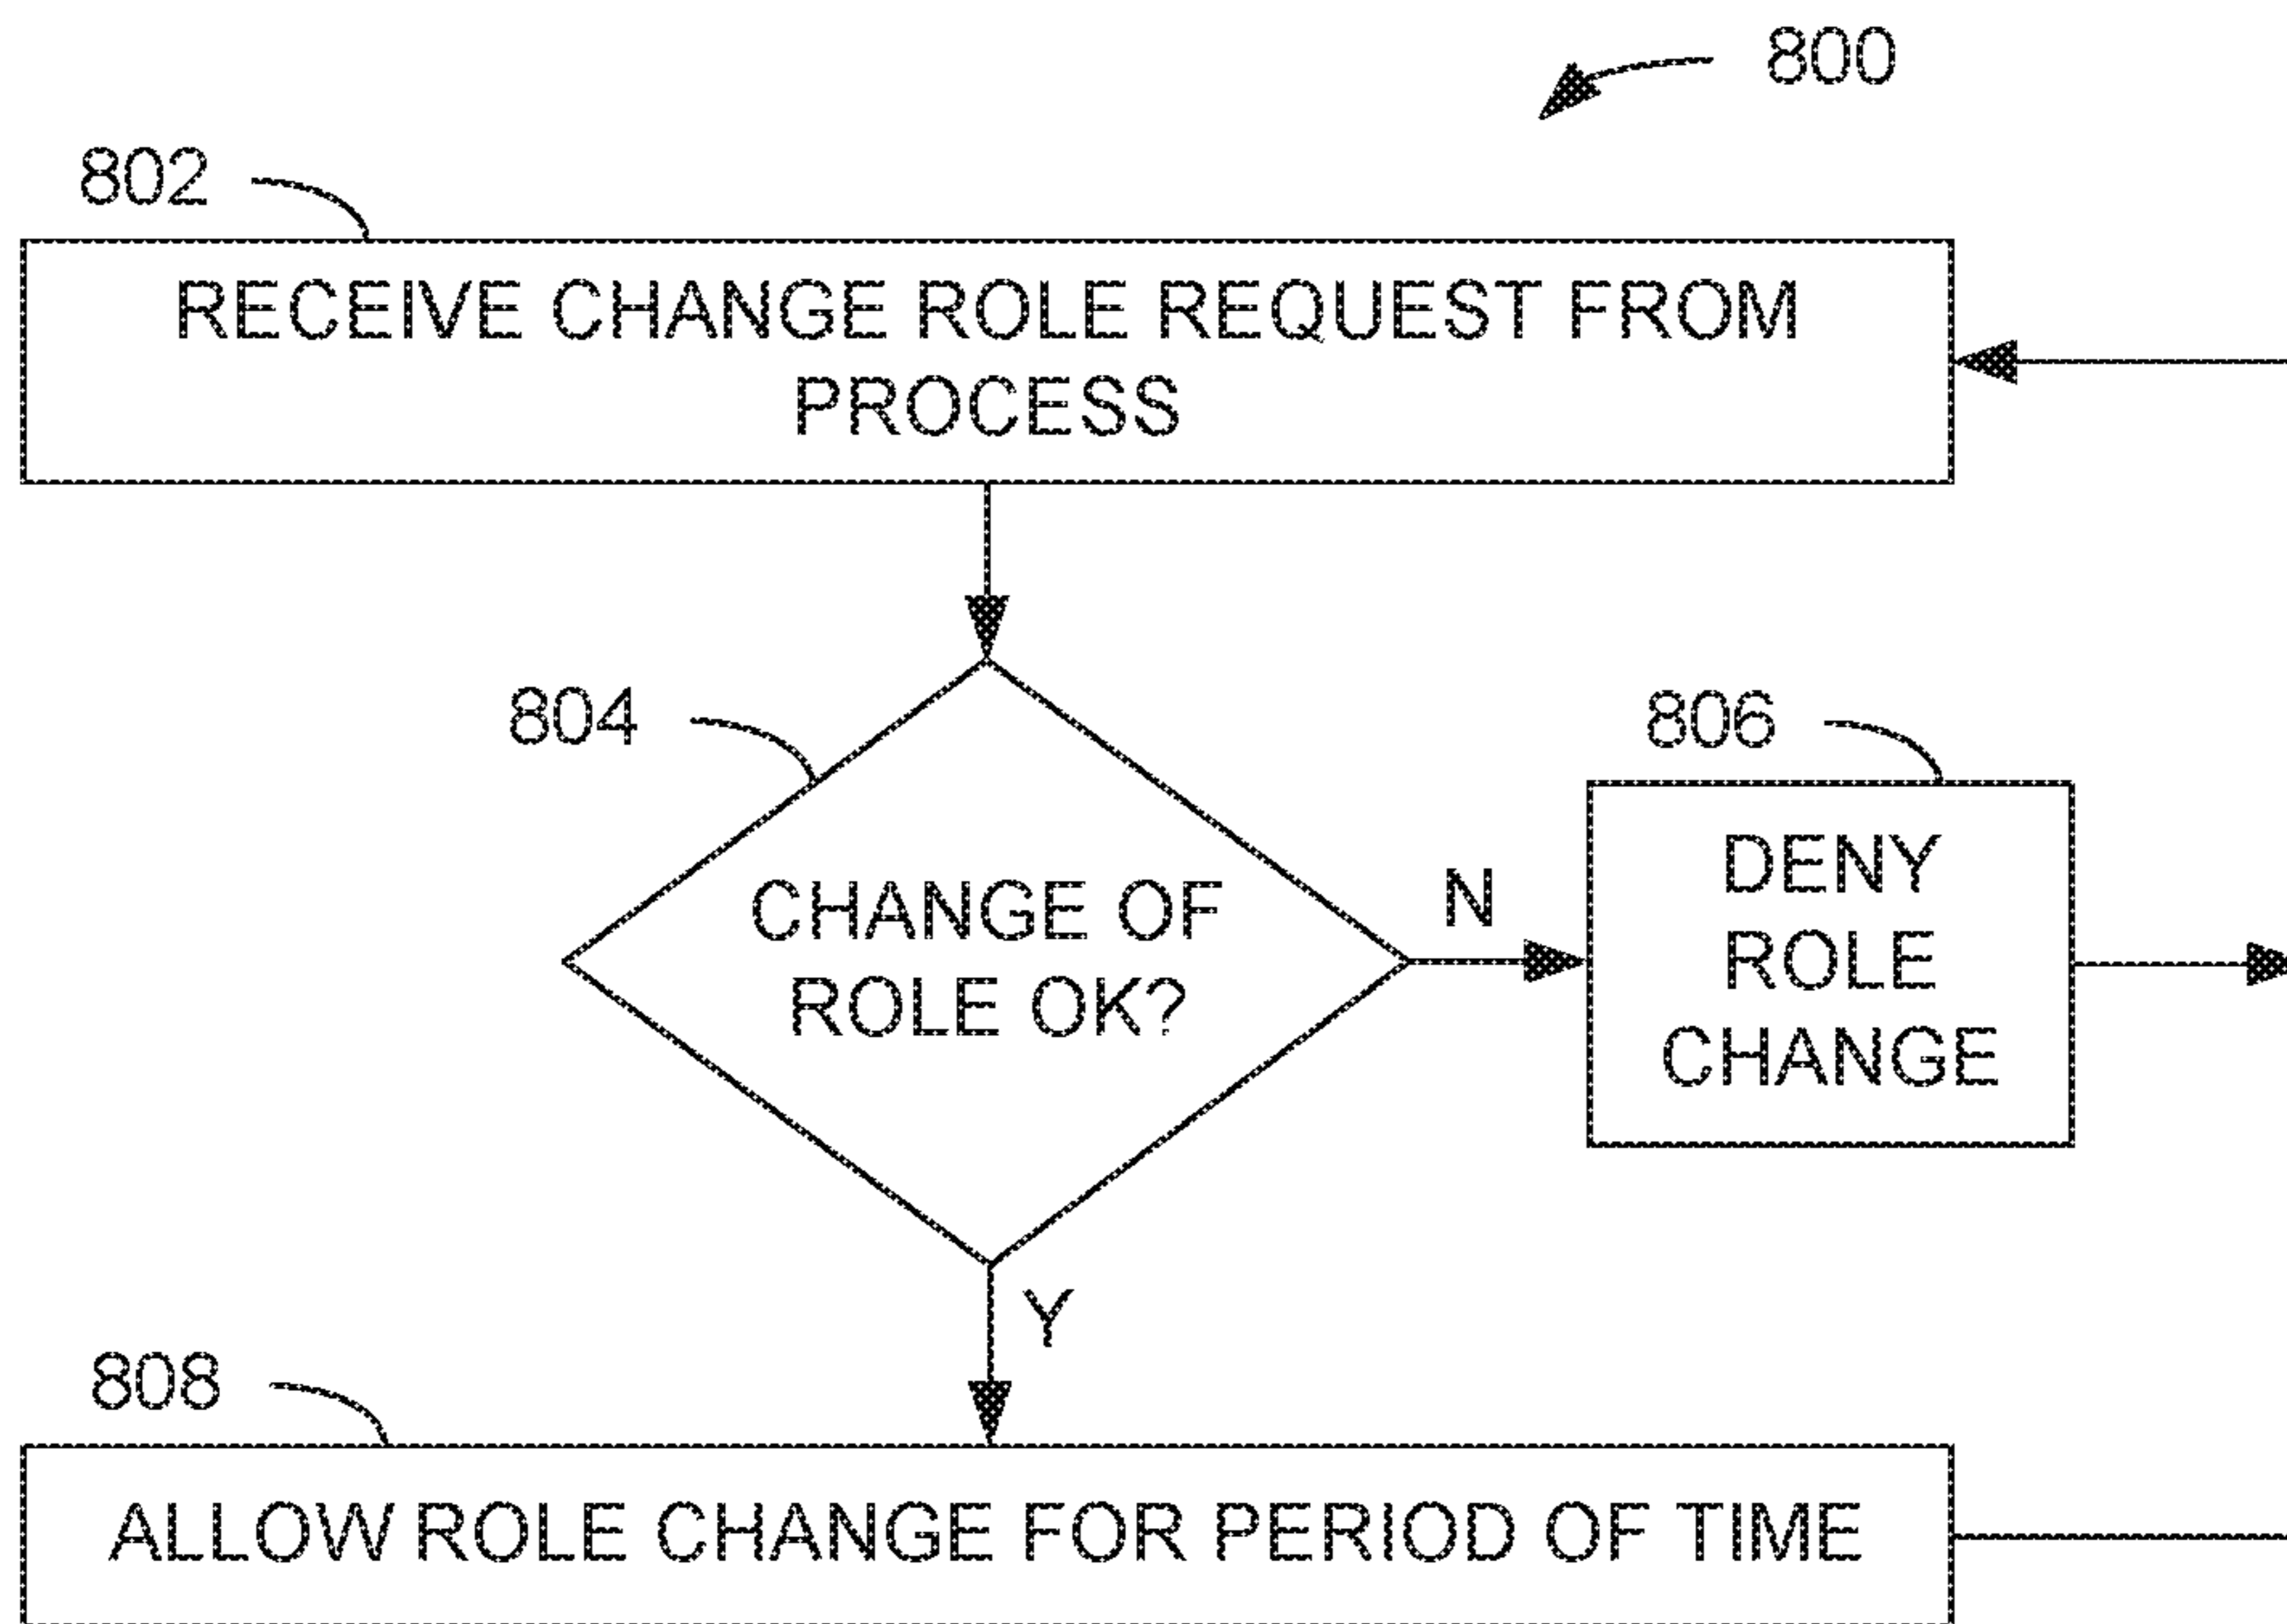 800
802
RECEIVE CHANGE ROLE REQUEST FROM
PROCESS
804
CHANGE OF
ROLE OK?
N
806
DENY
ROLE
CHANGE
Y
808
ALLOW ROLE CHANGE FOR PERIOD OF TIME